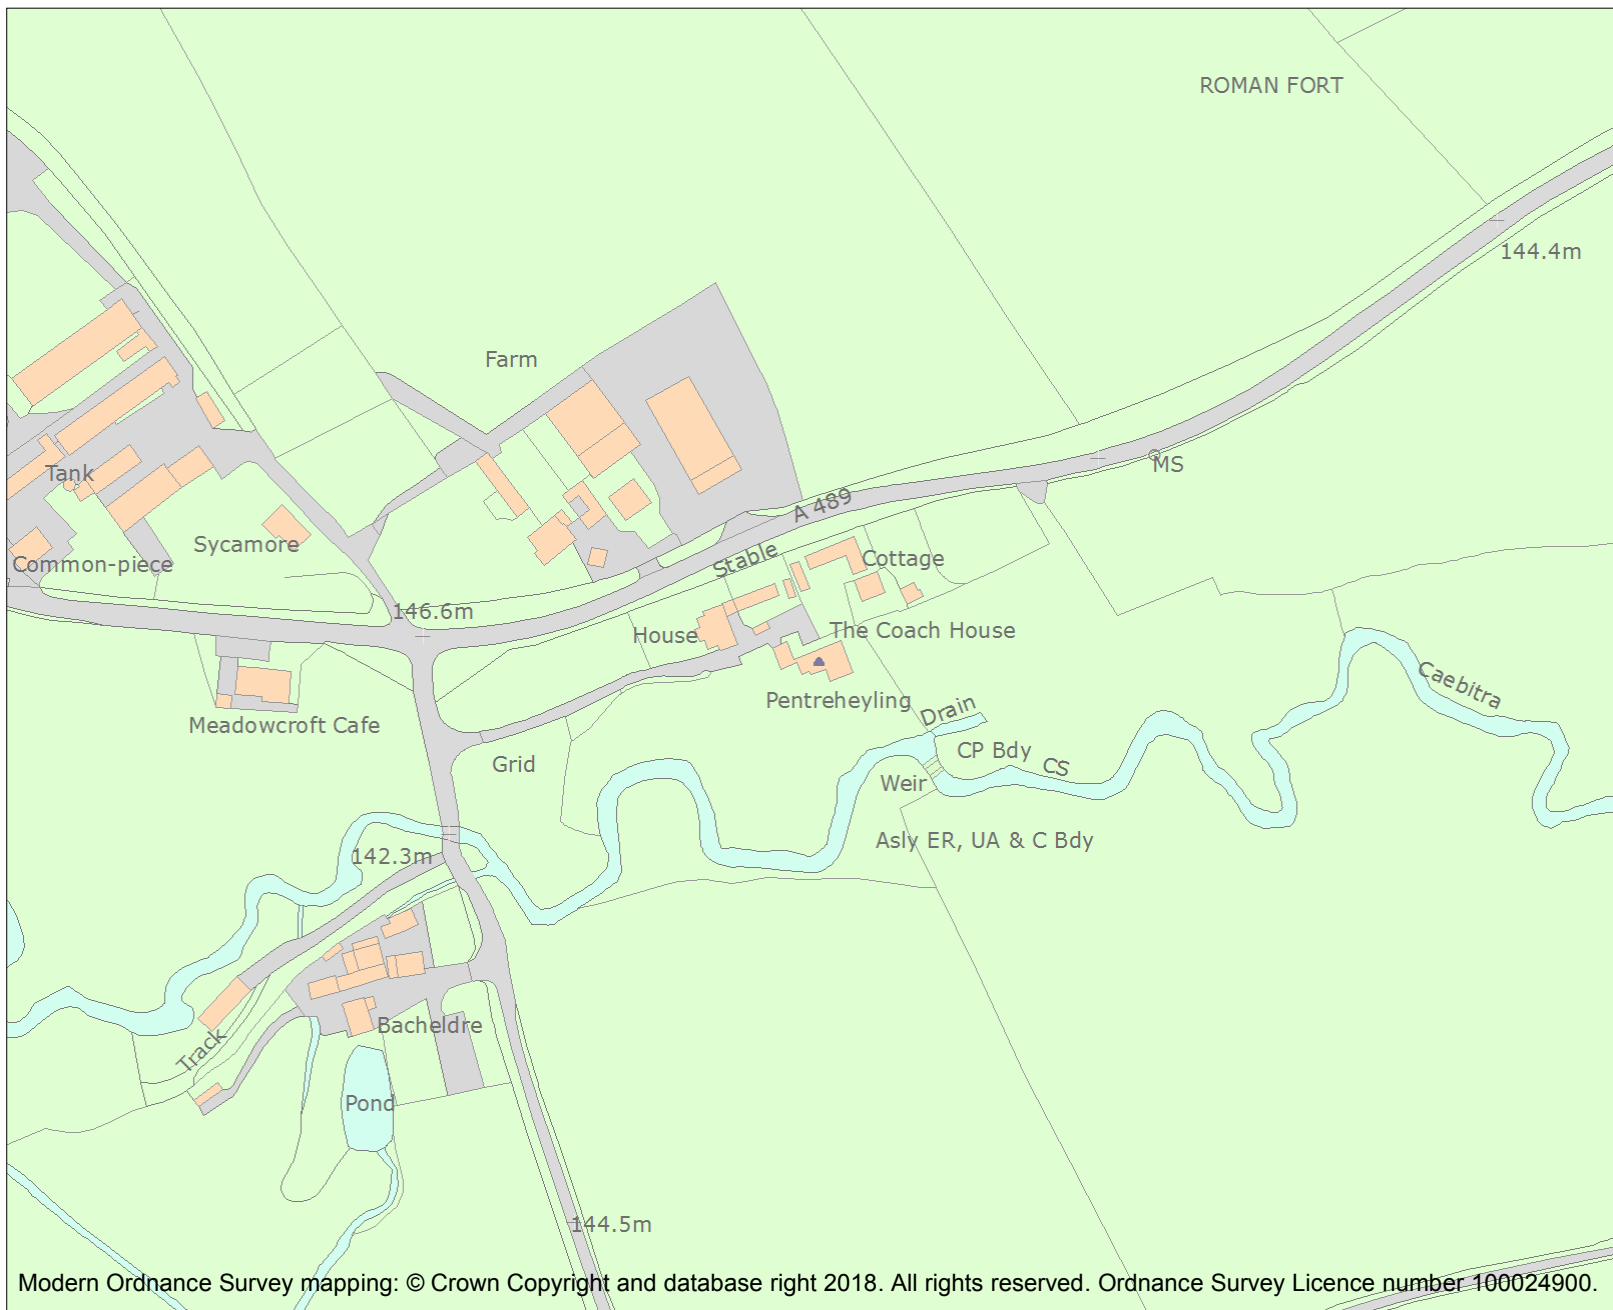 ROMAN FORT
144.4m
Farm
MS
Tank
A 489
Sycamore
Stable
Cottage
Common-piece
146.6m
House
The Coach House
Caebitra
Pentreheyling
Drain
Meadowcroft Cafe
CP Bdy
CS
Grid
Weir
Asly ER, UA & C Bdy
142.3m
Bacheldre
Track
Pond
144.5m
Modern Ordnance Survey mapping: © Crown Copyright and database right 2018. All rights reserved. Ordnance Survey Licence number 100024900.